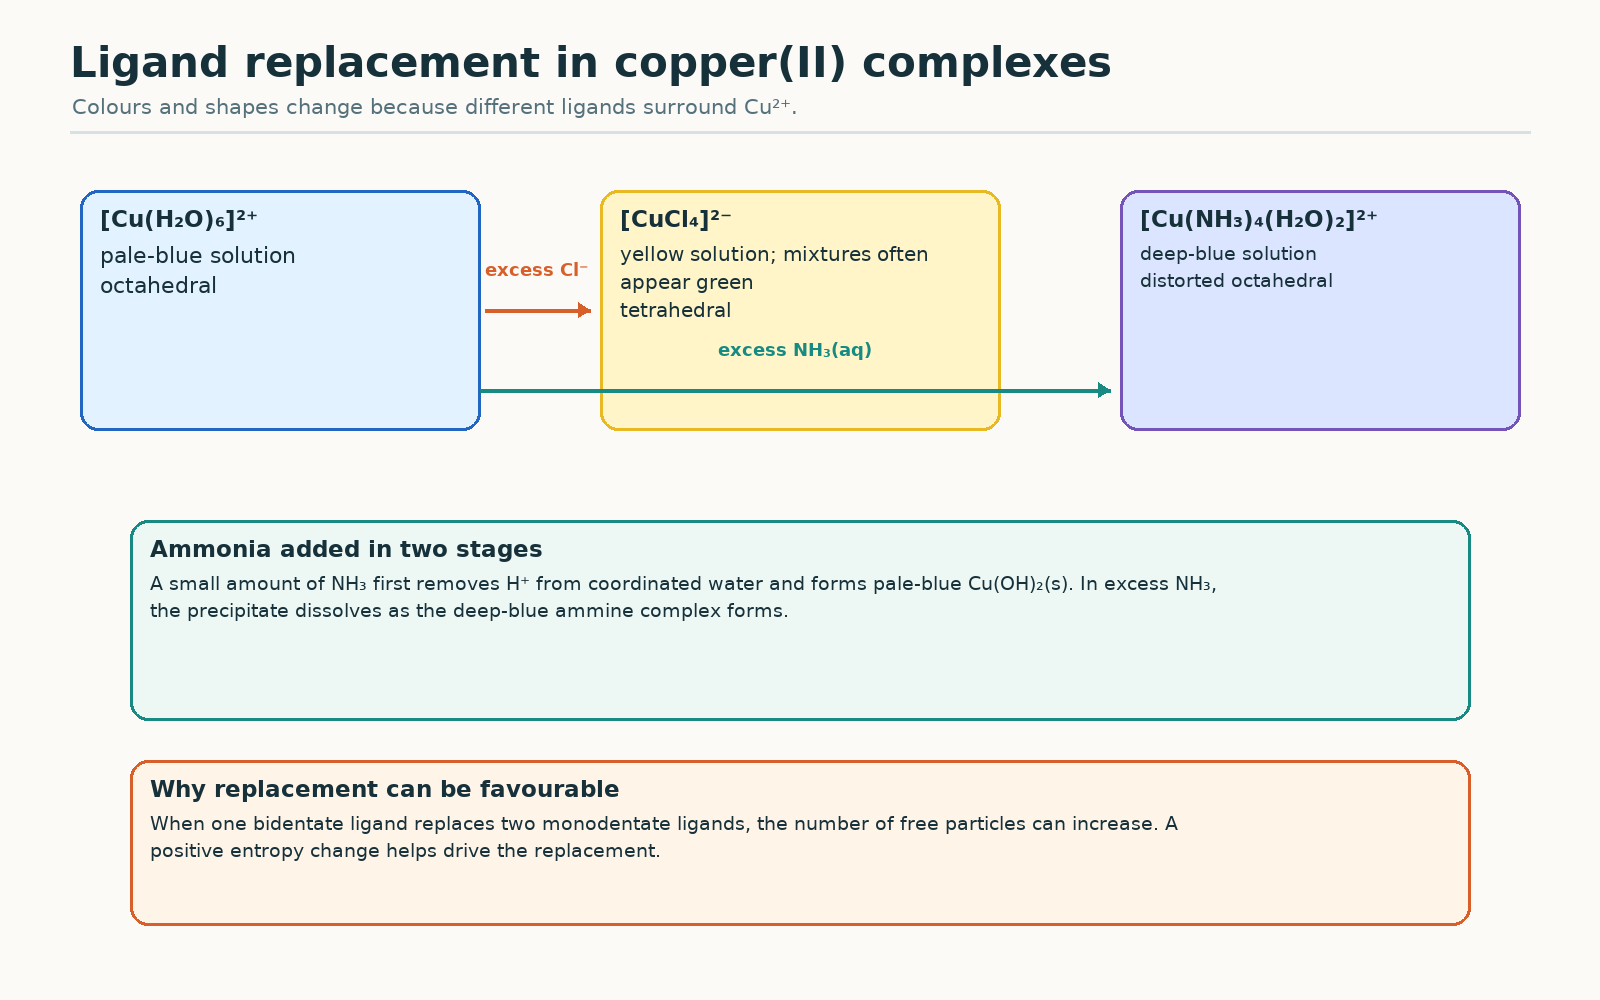 Ligand replacement in copper(II) complexes
Colours and shapes change because different ligands surround Cu²⁺.
[Cu(H₂O)₆]²⁺
pale-blue solution
octahedral
excess Cl⁻
[CuCl₄]²⁻
yellow solution; mixtures often
appear green
tetrahedral
excess NH₃(aq)
[Cu(NH₃)₄(H₂O)₂]²⁺
deep-blue solution
distorted octahedral
Ammonia added in two stages
A small amount of NH₃ first removes H⁺ from coordinated water and forms pale-blue Cu(OH)₂(s). In excess NH₃,
the precipitate dissolves as the deep-blue ammine complex forms.
Why replacement can be favourable
When one bidentate ligand replaces two monodentate ligands, the number of free particles can increase. A
positive entropy change helps drive the replacement.